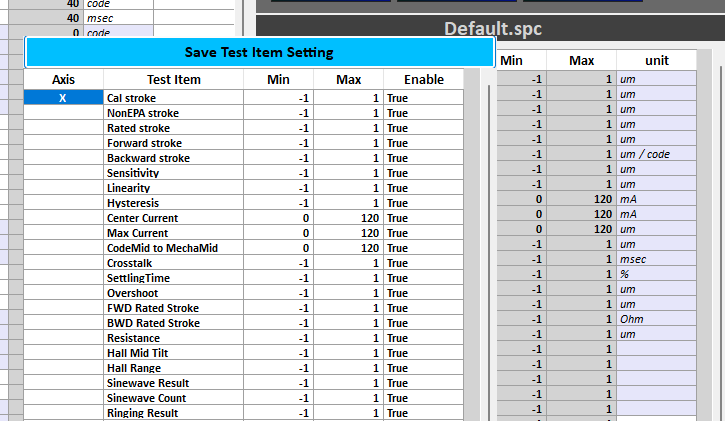 40 code
40 msec
0 code
Default.spc
Save Test Item Setting
Axis Test Item Min Max Enable
X Cal stroke -1 1 True
NonEPA stroke -1 1 True
Rated stroke -1 1 True
Forward stroke -1 1 True
Backward stroke -1 1 True
Sensitivity -1 1 True
Linearity -1 1 True
Hysteresis -1 1 True
Center Current 0 120 True
Max Current 0 120 True
CodeMid to MechaMid 0 120 True
Crosstalk -1 1 True
SettlingTime -1 1 True
Overshoot -1 1 True
FWD Rated Stroke -1 1 True
BWD Rated Stroke -1 1 True
Resistance -1 1 True
Hall Mid Tilt -1 1 True
Hall Range -1 1 True
Sinewave Result -1 1 True
Sinewave Count -1 1 True
Ringing Result -1 1 True
Min Max unit
-1 1 um
-1 1 um
-1 1 um
-1 1 um
-1 1 um
-1 1 um / code
-1 1 um
-1 1 um
0 120 mA
0 120 mA
0 120 um
-1 1 um
-1 1 msec
-1 1 %
-1 1 um
-1 1 um
-1 1 Ohm
-1 1 um
-1 1
-1 1
-1 1
-1 1
-1 1